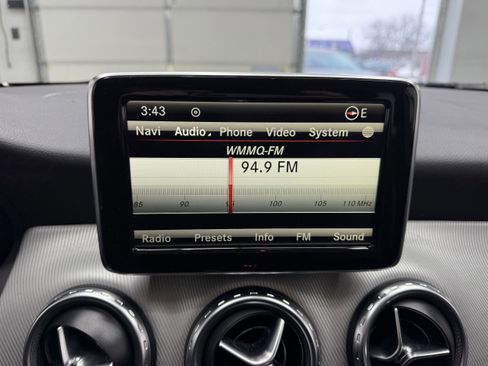 3:43 E
Navi Audio Phone Video System
WMMQ-FM
94.9 FM
85 90 95 100 105 110 MHz
Radio Presets Info FM Sound